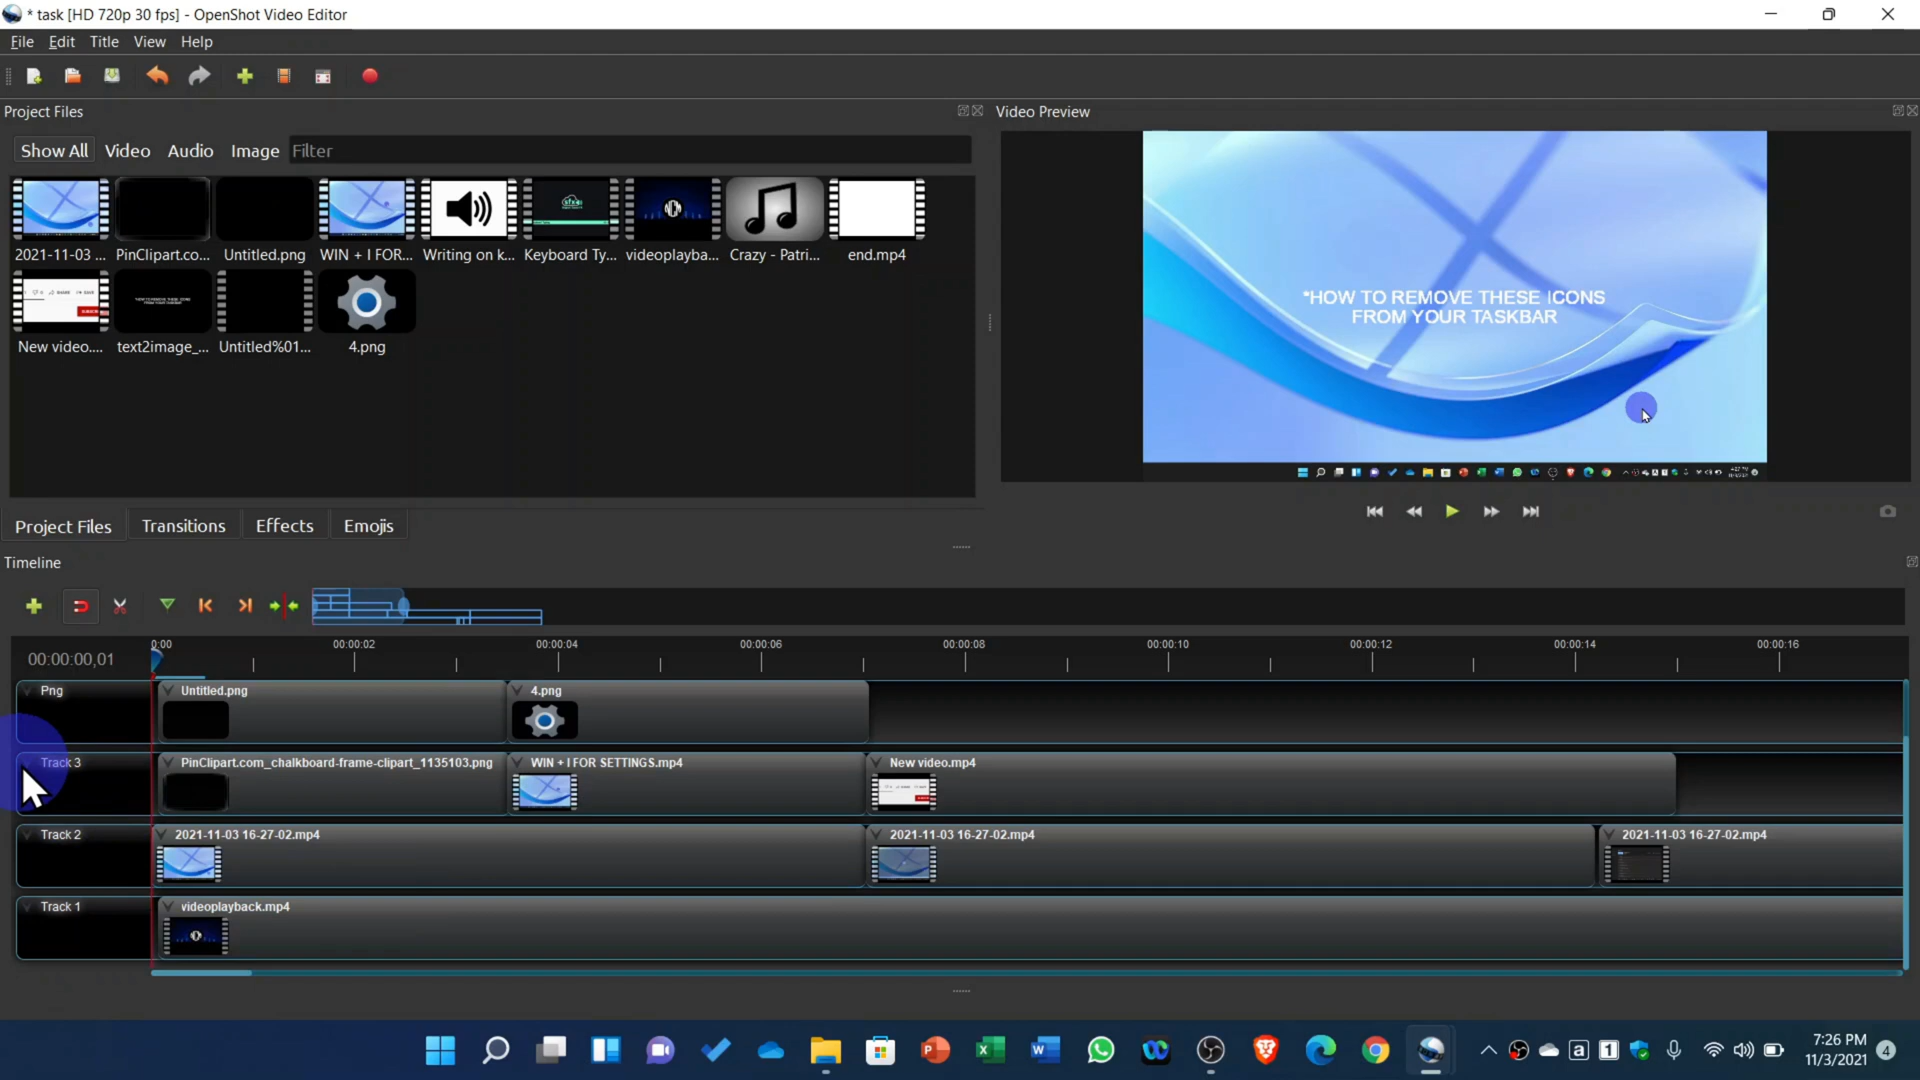 * task [HD 720p 30 fps] - OpenShot Video Editor
File Edit Title View Help
Project Files
Video Preview
Show All Video Audio Image Filter
2021-11-03 ... PinClipart.co... Untitled.png WIN + I FOR... Writing on k... Keyboard Ty... videoplayba... Crazy - Patri... end.mp4
New video.... text2image_... Untitled%01... 4.png
*HOW TO REMOVE THESE ICONS
FROM YOUR TASKBAR
Project Files Transitions Effects Emojis
Timeline
00:00:00,01
0:00 00:00:02 00:00:04 00:00:06 00:00:08 00:00:10 00:00:12 00:00:14 00:00:16
Png Untitled.png 4.png
Track 3 PinClipart.com_chalkboard-frame-clipart_1135103.png WIN + I FOR SETTINGS.mp4 New video.mp4
Track 2 2021-11-03 16-27-02.mp4 2021-11-03 16-27-02.mp4 2021-11-03 16-27-02.mp4
Track 1 videoplayback.mp4
7:26 PM
11/3/2021
4